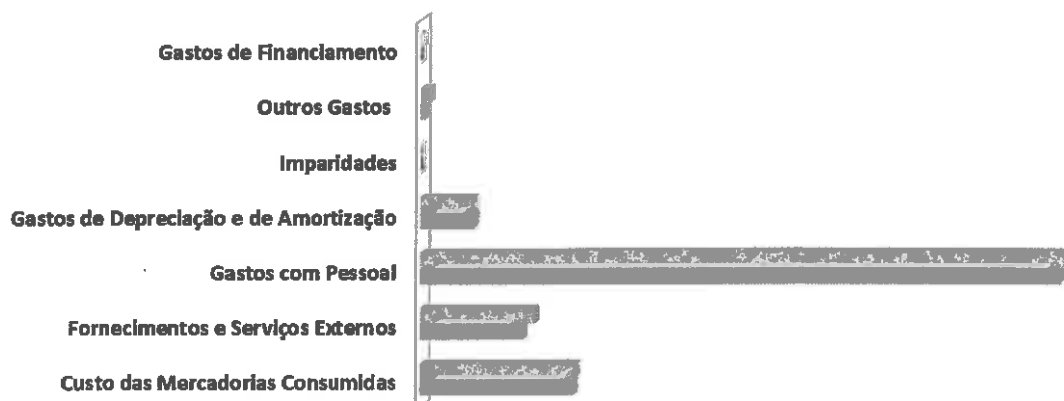 Gastos de Financiamento
Outros Gastos
Imparidades
Gastos de Depreciação e de Amortização
Gastos com Pessoal
Fornecimentos e Serviços Externos
Custo das Mercadorias Consumidas